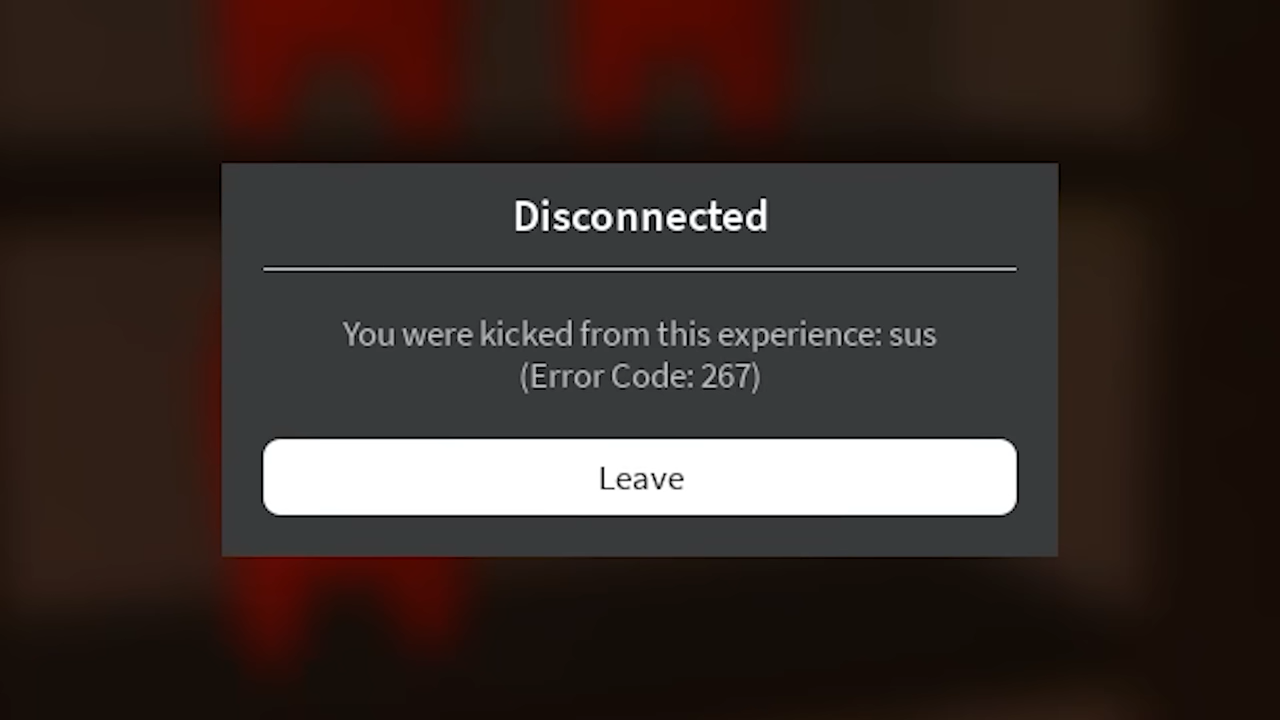 Disconnected
You were kicked from this experience: sus
(Error Code: 267)
Leave